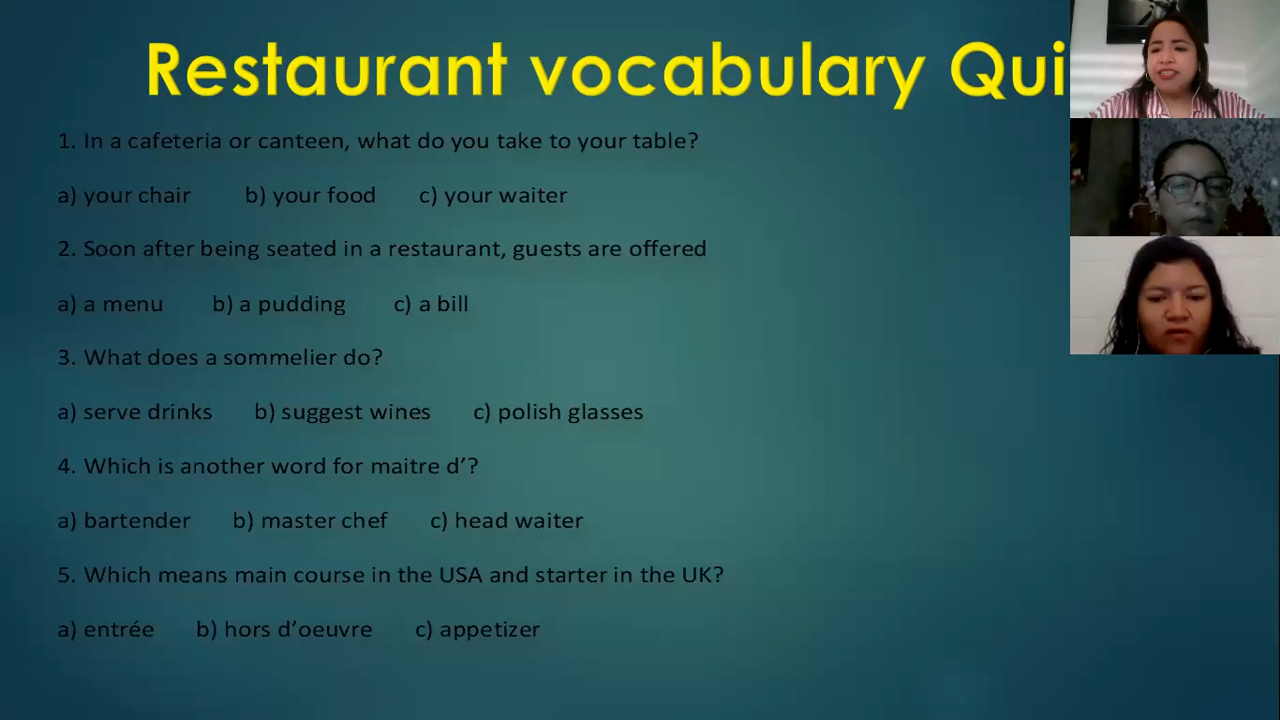 Restaurant vocabulary Qui
1. In a cafeteria or canteen, what do you take to your table?
a) your chair b) your food c) your waiter
2. Soon after being seated in a restaurant, guests are offered
a) a menu b) a pudding c) a bill
3. What does a sommelier do?
a) serve drinks b) suggest wines c) polish glasses
4. Which is another word for maitre d’?
a) bartender b) master chef c) head waiter
5. Which means main course in the USA and starter in the UK?
a) entrée b) hors d’oeuvre c) appetizer